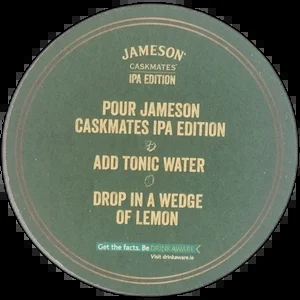 JAMESON
CASKMATES
IPA EDITION
POUR JAMESON
CASKMATES IPA EDITION
&
ADD TONIC WATER
DROP IN A WEDGE
OF LEMON
Get the facts. Be DRINKAWARE
Visit drinkaware.ie